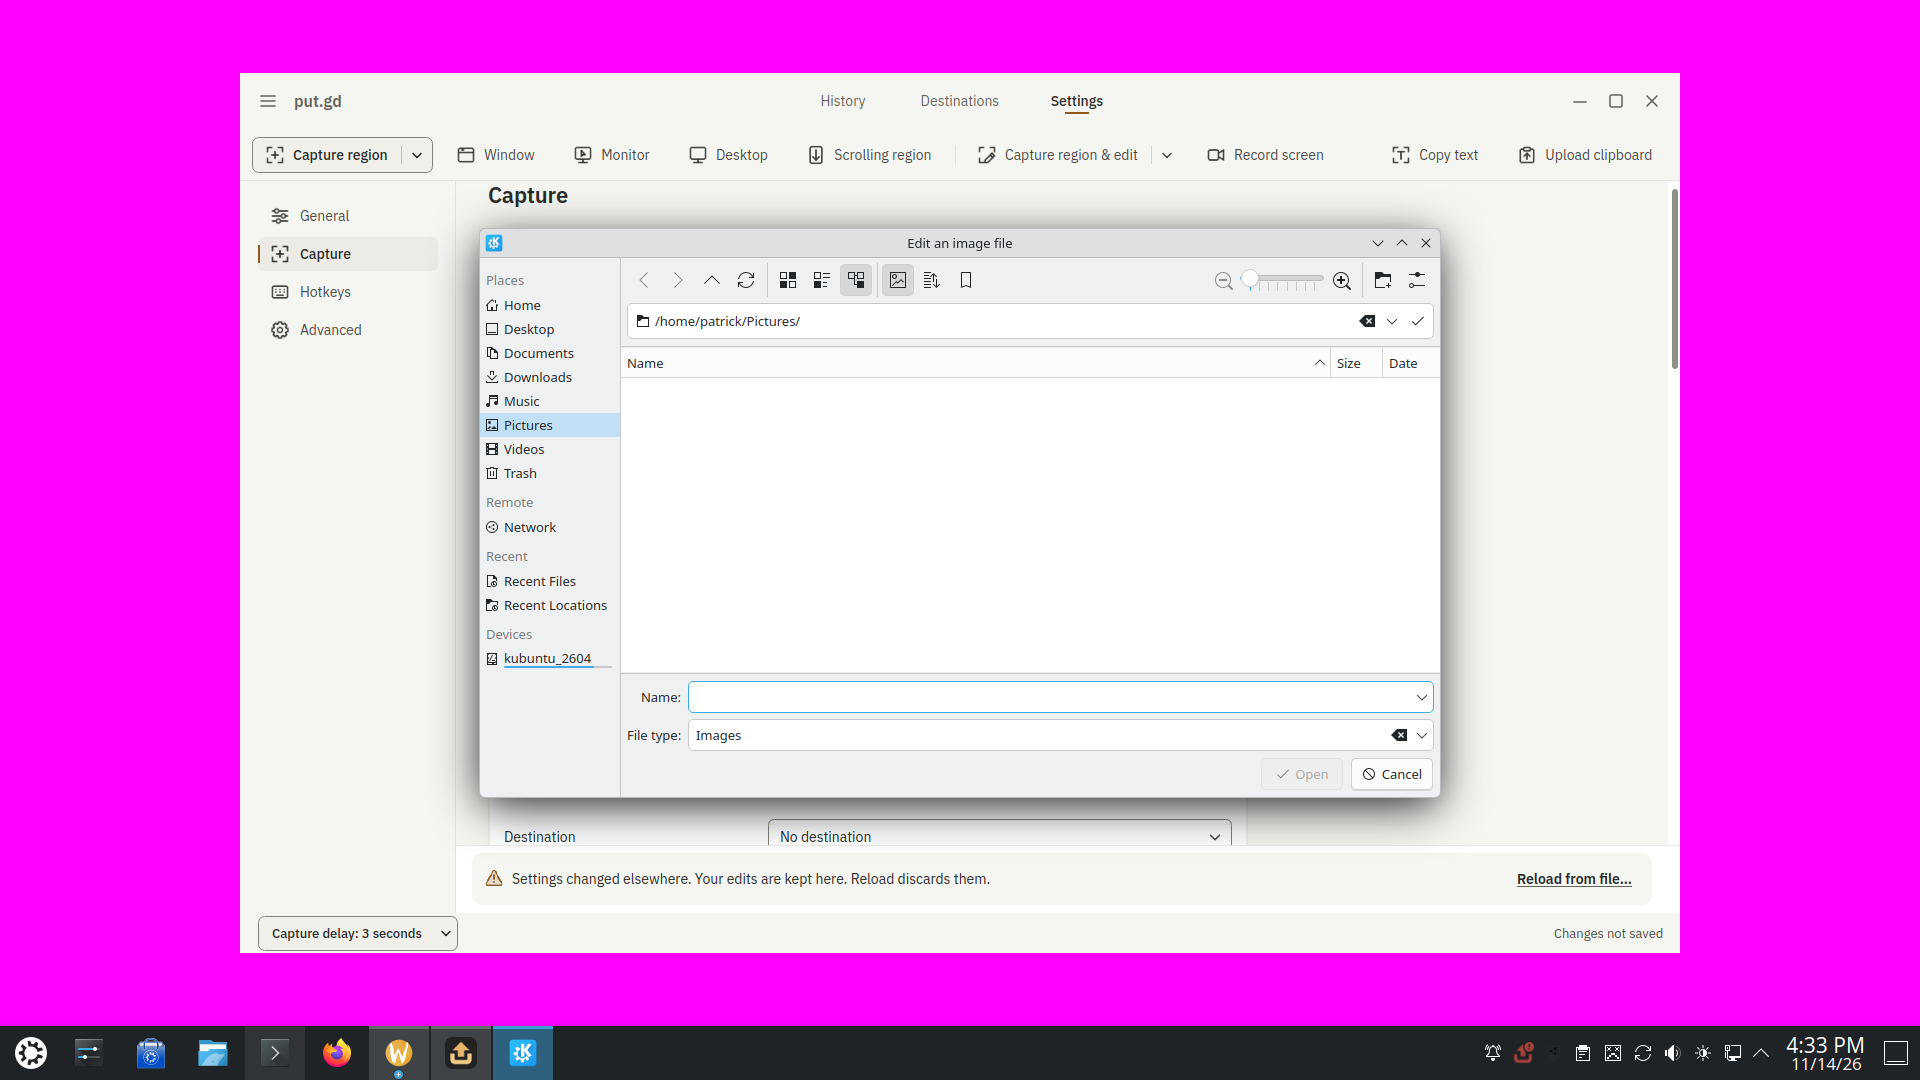 put.gd
History
Destinations
Settings
Capture region
Window
Monitor
Desktop
Scrolling region
Capture region & edit
Record screen
Copy text
Upload clipboard
General
Capture
Hotkeys
Advanced
Capture
Edit an image file
Places
Home
Desktop
Documents
Downloads
Music
Pictures
Videos
Trash
Remote
Network
Recent
Recent Files
Recent Locations
Devices
kubuntu_2604
/home/patrick/Pictures/
Name
Size
Date
Name:
File type:
Images
Open
Cancel
Destination
No destination
Settings changed elsewhere. Your edits are kept here. Reload discards them.
Reload from file...
Capture delay: 3 seconds
Changes not saved
4:33 PM
11/14/26